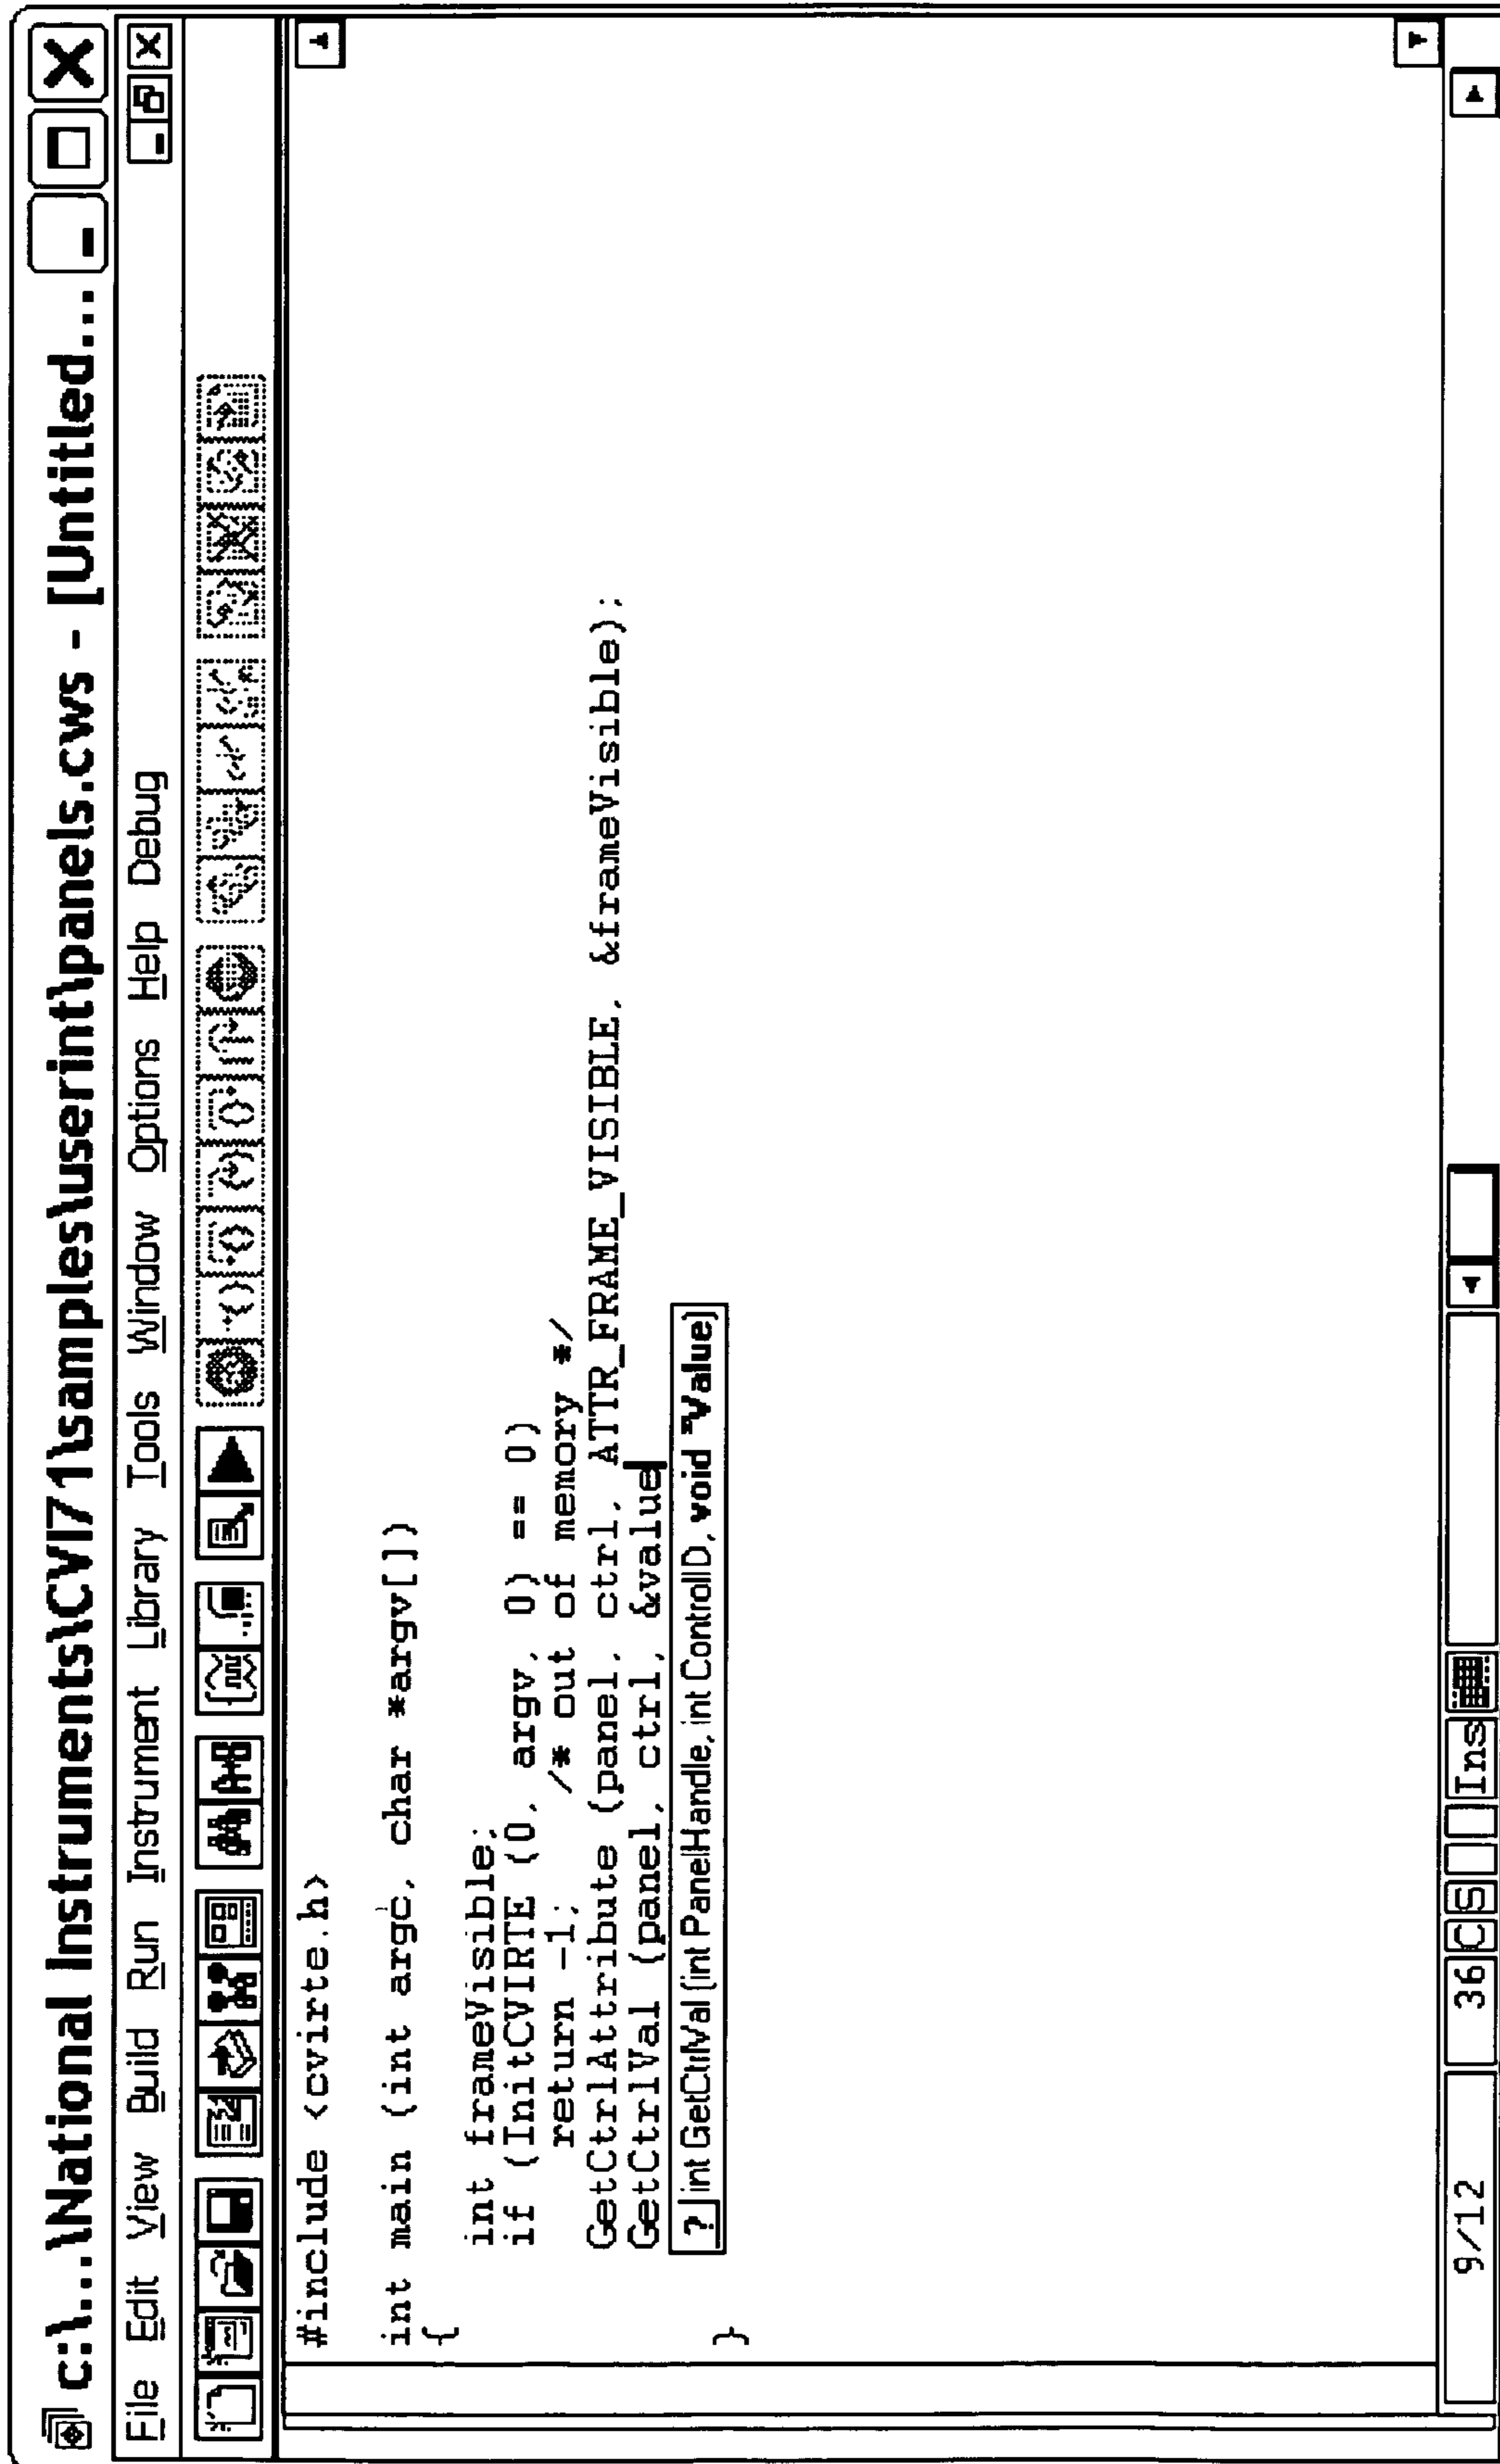 c:\...\National Instruments\CVI71\samples\userint\panels.cws - [Untitled...
File Edit View Build Run Instrument Library Tools Window Options Help Debug
#include <cvirte.h>
int main (int argc, char *argv[])
{
int frameVisible;
if (InitCVIRTE (0, argv, 0) == 0)
return -1; /* out of memory */
GetCtrlAttribute (panel, ctrl, ATTR_FRAME_VISIBLE, &frameVisible);
GetCtrlVal (panel, ctrl, &value
? int GetCtrlVal (int PanelHandle, int ControlID, void *Value)
}
9/12 36 C S Ins